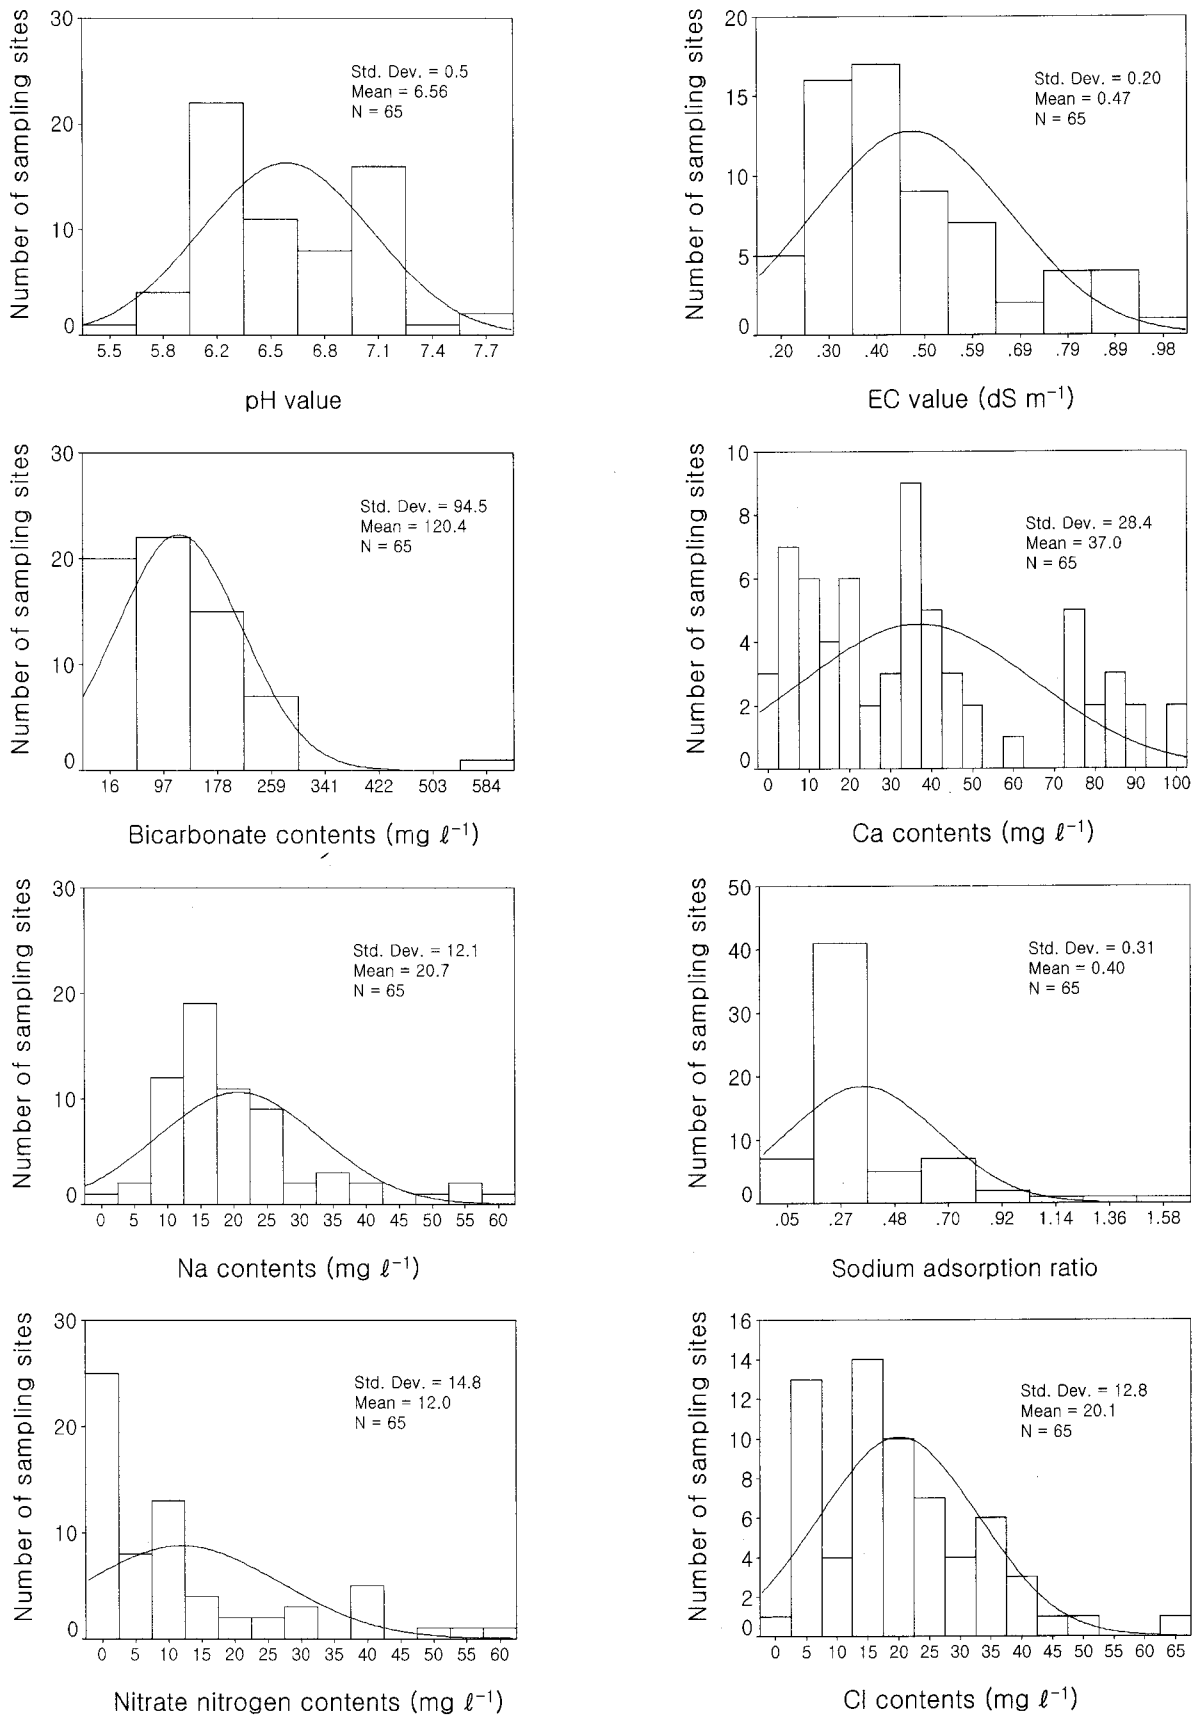 Number of sampling sites
30
20
10
0
Std. Dev. = 0.5
Mean = 6.56
N = 65
5.5 5.8 6.2 6.5 6.8 7.1 7.4 7.7
pH value
Number of sampling sites
20
15
10
5
0
Std. Dev. = 0.20
Mean = 0.47
N = 65
.20 .30 .40 .50 .59 .69 .79 .89 .98
EC value (dS m⁻¹)
Number of sampling sites
30
20
10
0
Std. Dev. = 94.5
Mean = 120.4
N = 65
16 97 178 259 341 422 503 584
Bicarbonate contents (mg ℓ⁻¹)
Number of sampling sites
10
8
6
4
2
0
Std. Dev. = 28.4
Mean = 37.0
N = 65
0 10 20 30 40 50 60 70 80 90 100
Ca contents (mg ℓ⁻¹)
Number of sampling sites
30
20
10
0
Std. Dev. = 12.1
Mean = 20.7
N = 65
0 5 10 15 20 25 30 35 40 45 50 55 60
Na contents (mg ℓ⁻¹)
Number of sampling sites
50
40
30
20
10
0
Std. Dev. = 0.31
Mean = 0.40
N = 65
.05 .27 .48 .70 .92 1.14 1.36 1.58
Sodium adsorption ratio
Number of sampling sites
30
20
10
0
Std. Dev. = 14.8
Mean = 12.0
N = 65
0 5 10 15 20 25 30 35 40 45 50 55 60
Nitrate nitrogen contents (mg ℓ⁻¹)
Number of sampling sites
16
14
12
10
8
6
4
2
0
Std. Dev. = 12.8
Mean = 20.1
N = 65
0 5 10 15 20 25 30 35 40 45 50 55 60 65
Cl contents (mg ℓ⁻¹)